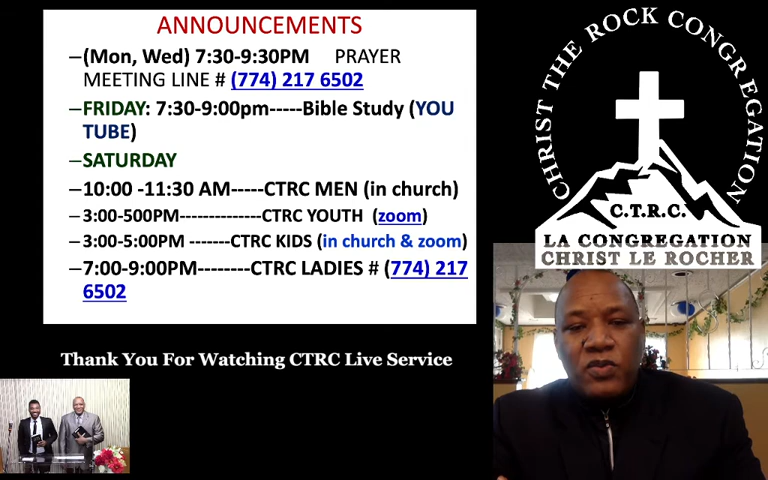 ANNOUNCEMENTS
–(Mon, Wed) 7:30-9:30PM PRAYER
MEETING LINE # (774) 217 6502
–FRIDAY: 7:30-9:00pm-----Bible Study (YOU
TUBE)
–SATURDAY
–10:00 -11:30 AM-----CTRC MEN (in church)
–3:00-500PM--------------CTRC YOUTH (zoom)
–3:00-5:00PM -------CTRC KIDS (in church & zoom)
–7:00-9:00PM--------CTRC LADIES # (774) 217
6502
Thank You For Watching CTRC Live Service
CHRIST THE ROCK CONGREGATION
C.T.R.C.
LA CONGREGATION
CHRIST LE ROCHER